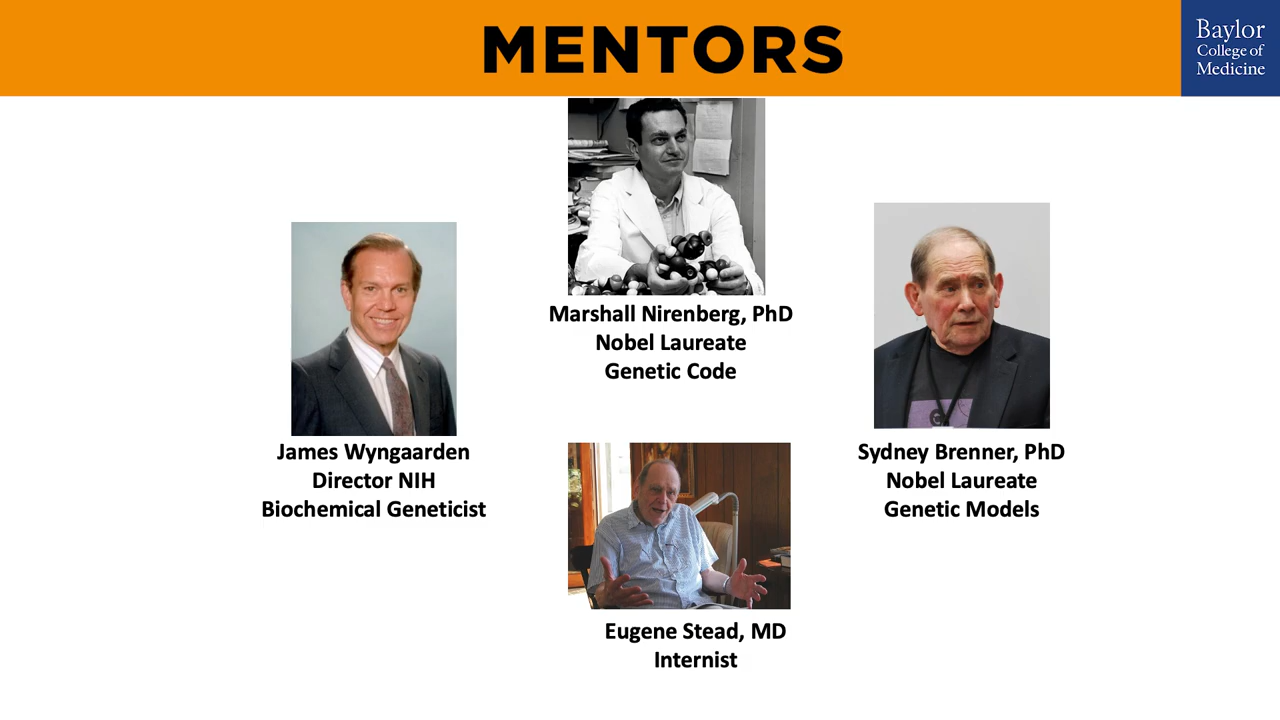 MENTORS
Baylor
College of
Medicine
Marshall Nirenberg, PhD
Nobel Laureate
Genetic Code
James Wyngaarden
Director NIH
Biochemical Geneticist
Sydney Brenner, PhD
Nobel Laureate
Genetic Models
Eugene Stead, MD
Internist